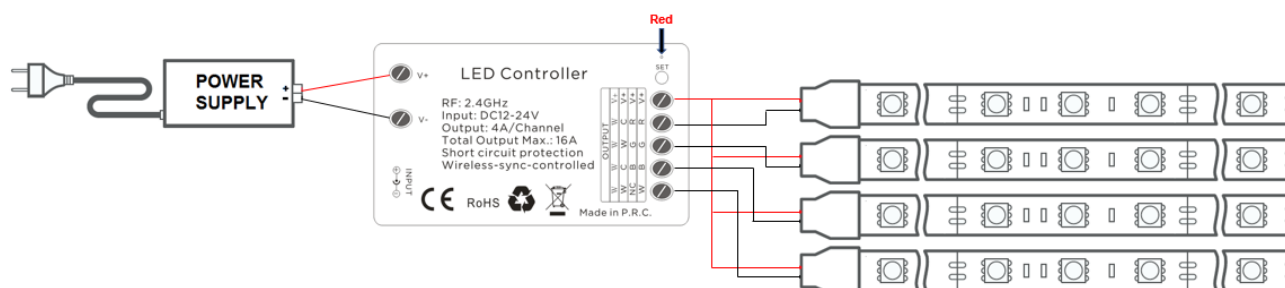 Red
POWER
SUPPLY
+
-
V+
V-
LED Controller
RF: 2.4GHz
Input: DC12-24V
Output: 4A/Channel
Total Output Max.: 16A
Short circuit protection
Wireless-sync-controlled
INPUT
CE RoHS
Made in P.R.C.
SET
OUTPUT
V+ V+ V+ V+
W C R R
W W G G
W C B B
W W NC W